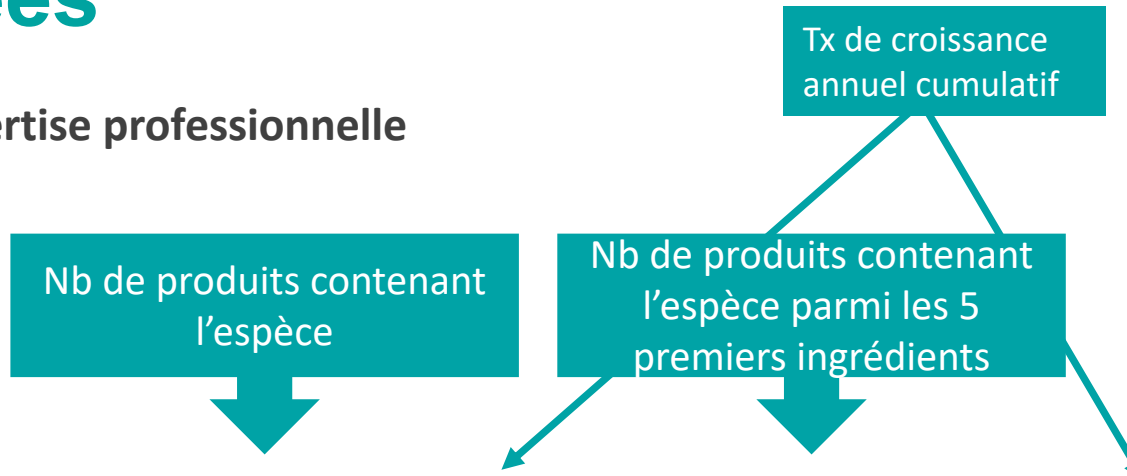 ées
Tx de croissance
annuel cumulatif
ertise professionnelle
Nb de produits contenant
l'espèce
Nb de produits contenant
l'espèce parmi les 5
premiers ingrédients